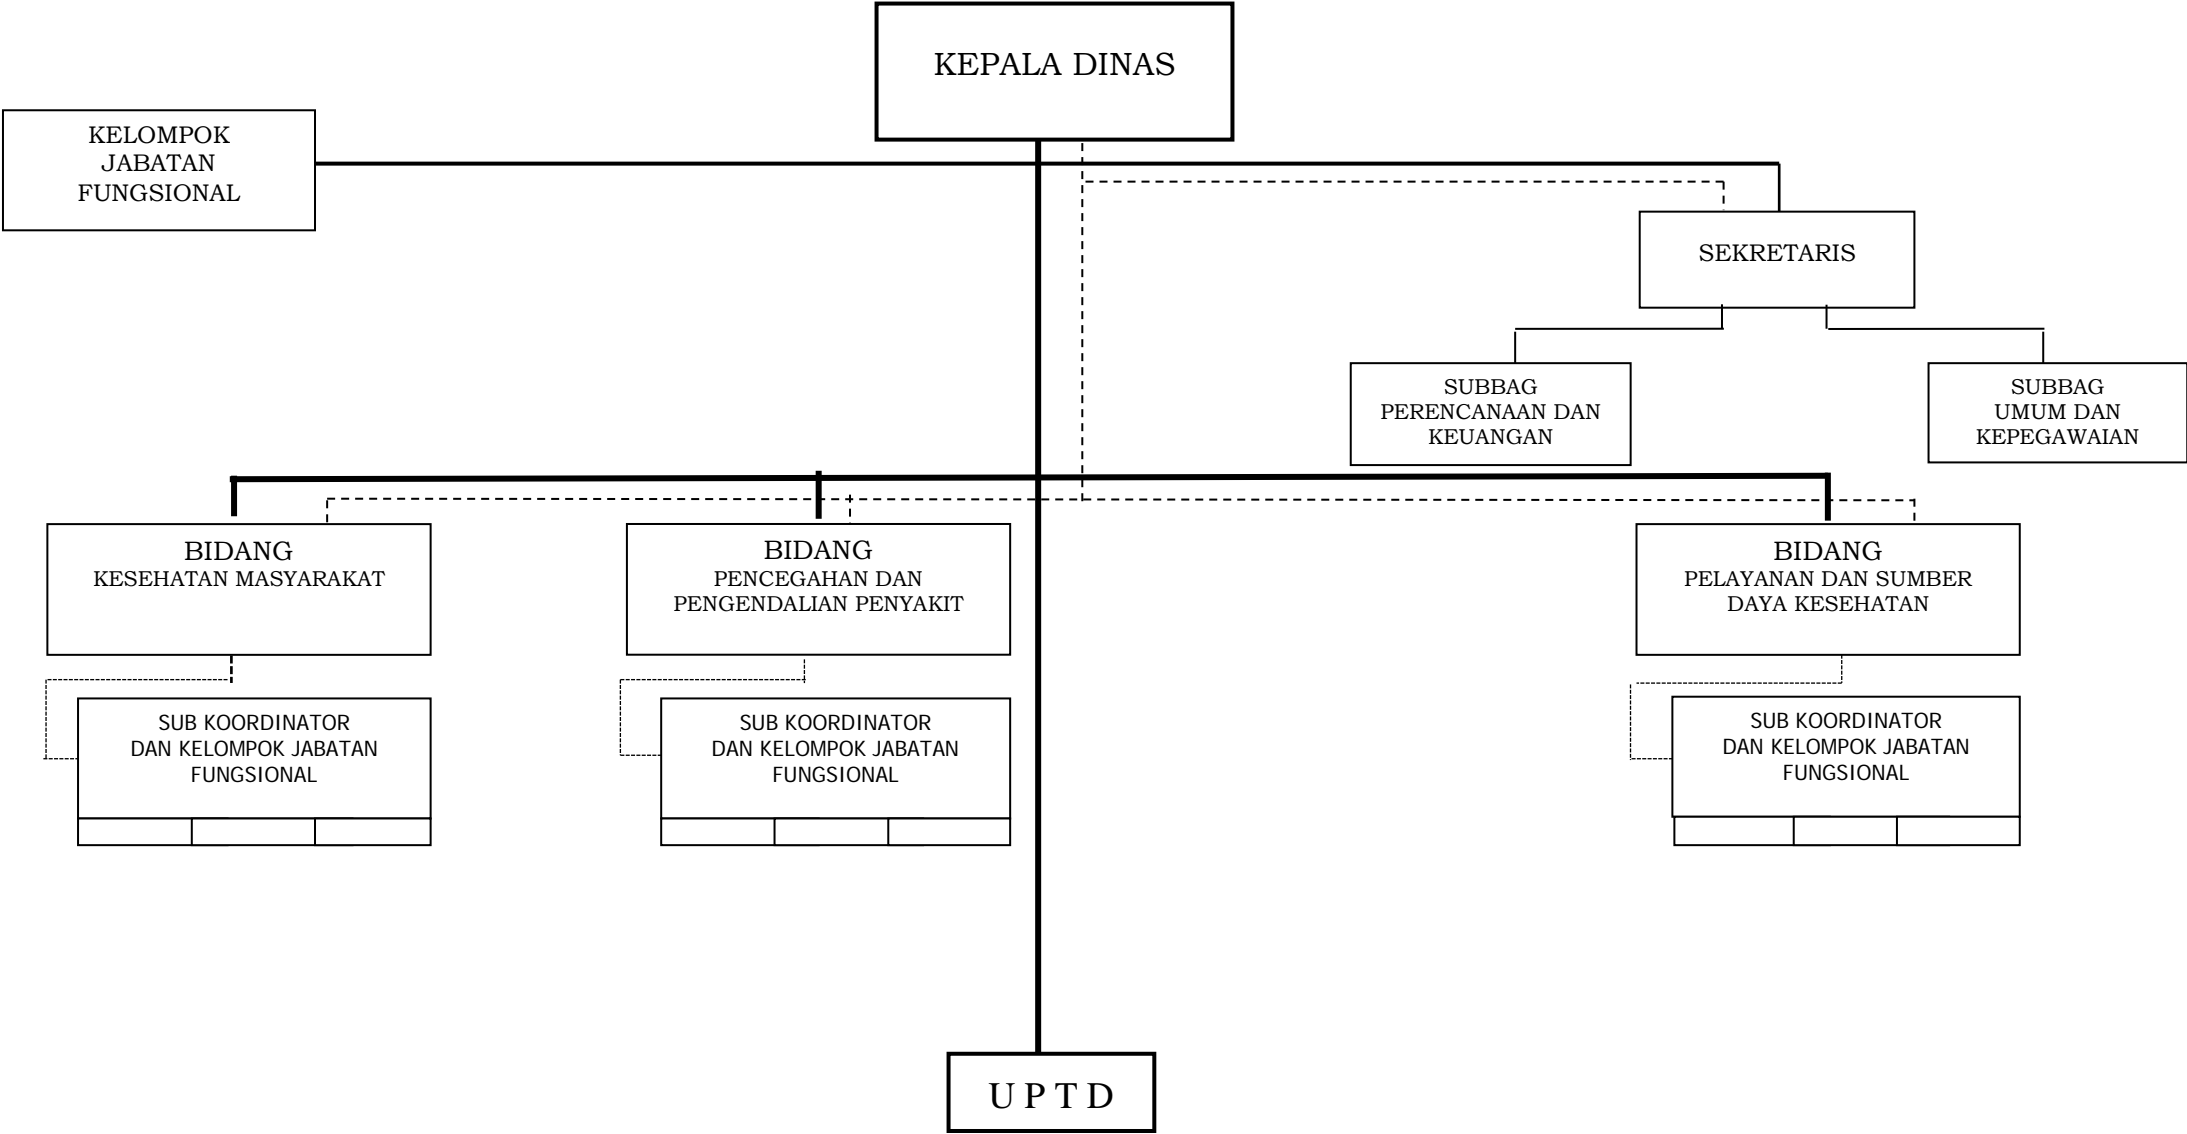 KEPALA DINAS
KELOMPOK
JABATAN
FUNGSIONAL
SEKRETARIS
SUBBAG
PERENCANAAN DAN
KEUANGAN
SUBBAG
UMUM DAN
KEPEGAWAIAN
BIDANG
KESEHATAN MASYARAKAT
BIDANG
PENCEGAHAN DAN
PENGENDALIAN PENYAKIT
BIDANG
PELAYANAN DAN SUMBER
DAYA KESEHATAN
SUB KOORDINATOR
DAN KELOMPOK JABATAN
FUNGSIONAL
SUB KOORDINATOR
DAN KELOMPOK JABATAN
FUNGSIONAL
SUB KOORDINATOR
DAN KELOMPOK JABATAN
FUNGSIONAL
U P T D